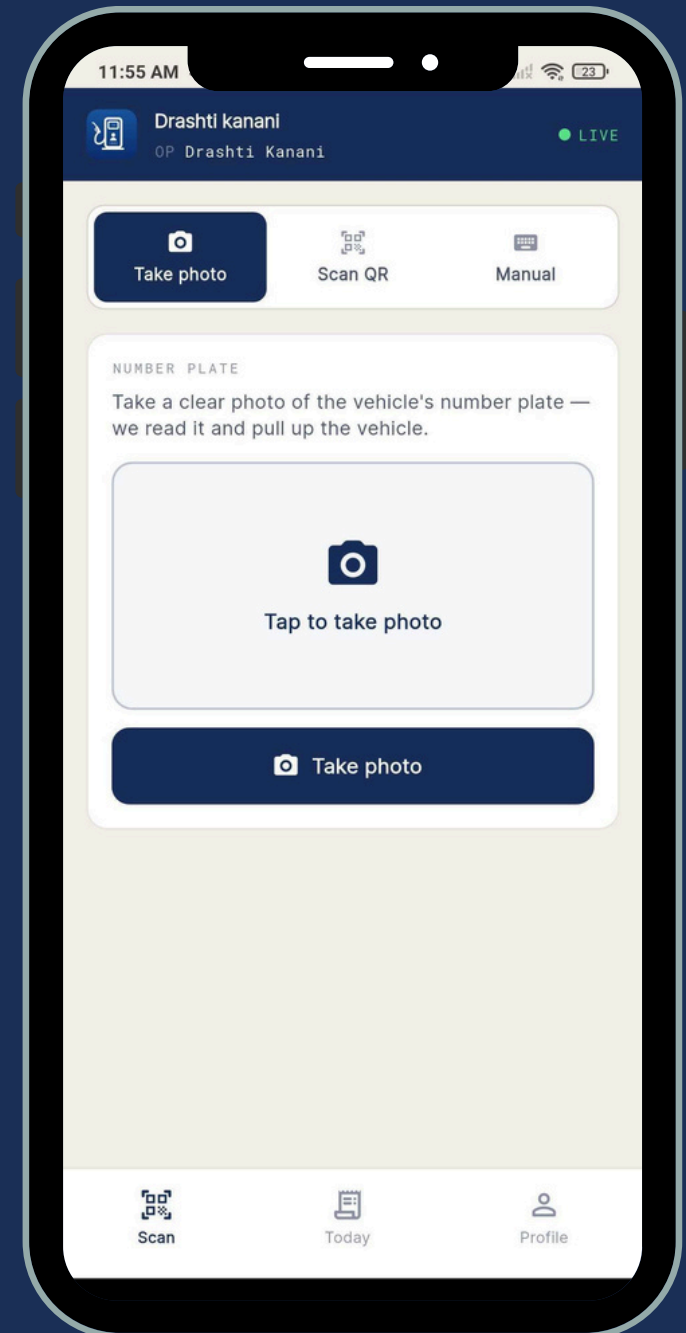 11:55 AM
23
Drashti kanani
OP Drashti Kanani
LIVE
Take photo
Scan QR
Manual
NUMBER PLATE
Take a clear photo of the vehicle's number plate —
we read it and pull up the vehicle.
Tap to take photo
Take photo
Scan
Today
Profile